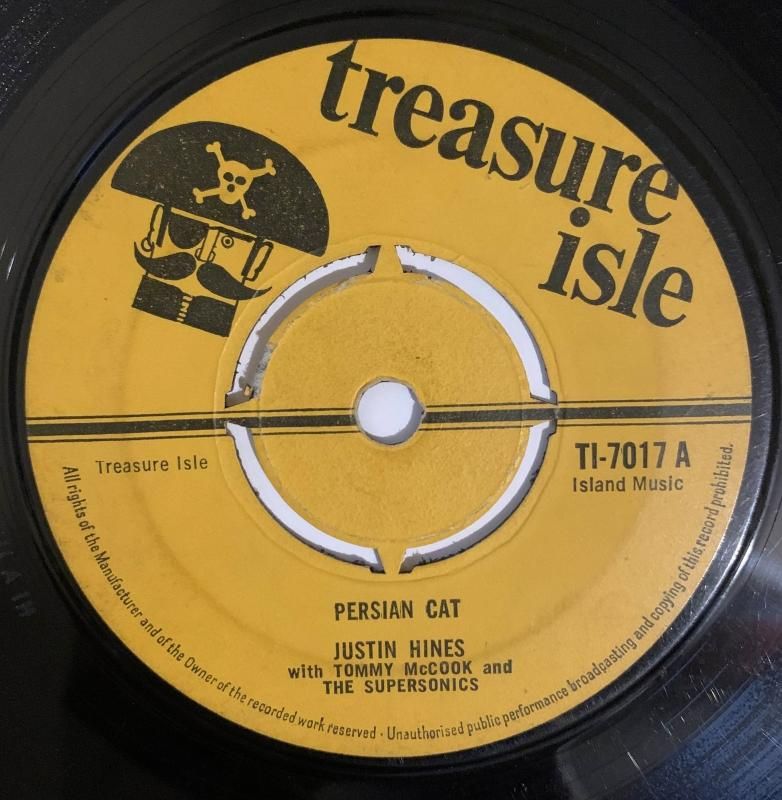 treasure
isle
Treasure Isle
TI-7017 A
Island Music
PERSIAN CAT
JUSTIN HINES
with TOMMY McCOOK and
THE SUPERSONICS
All rights of the Manufacturer and of the Owner of the recorded work reserved · Unauthorised public performance broadcasting and copying of this record prohibited.